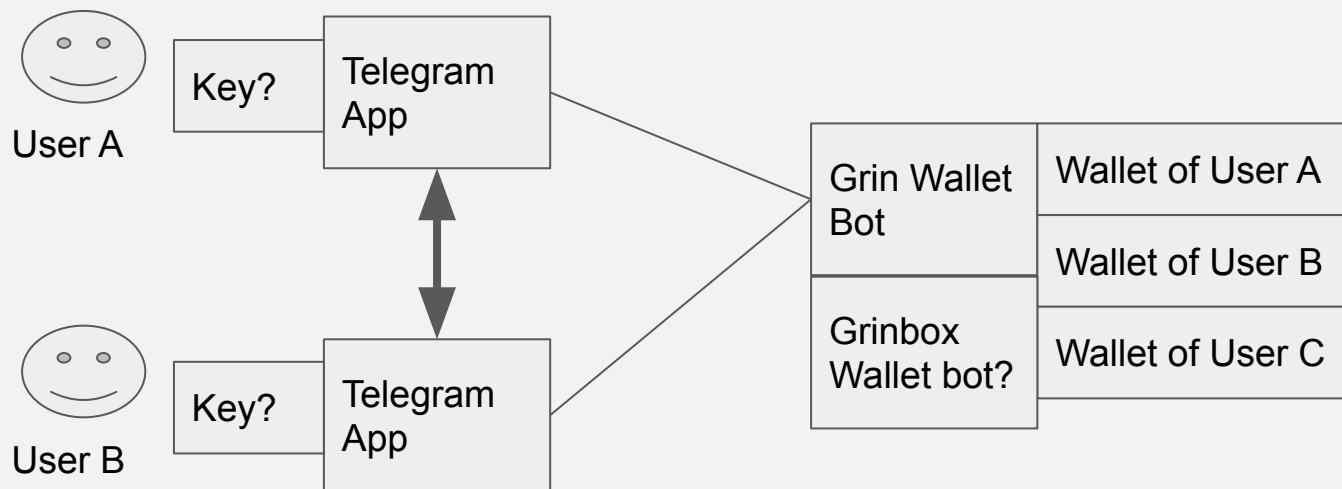 User A
Key?
Telegram
App
User B
Key?
Telegram
App
Grin Wallet
Bot
Grinbox
Wallet bot?
Wallet of User A
Wallet of User B
Wallet of User C